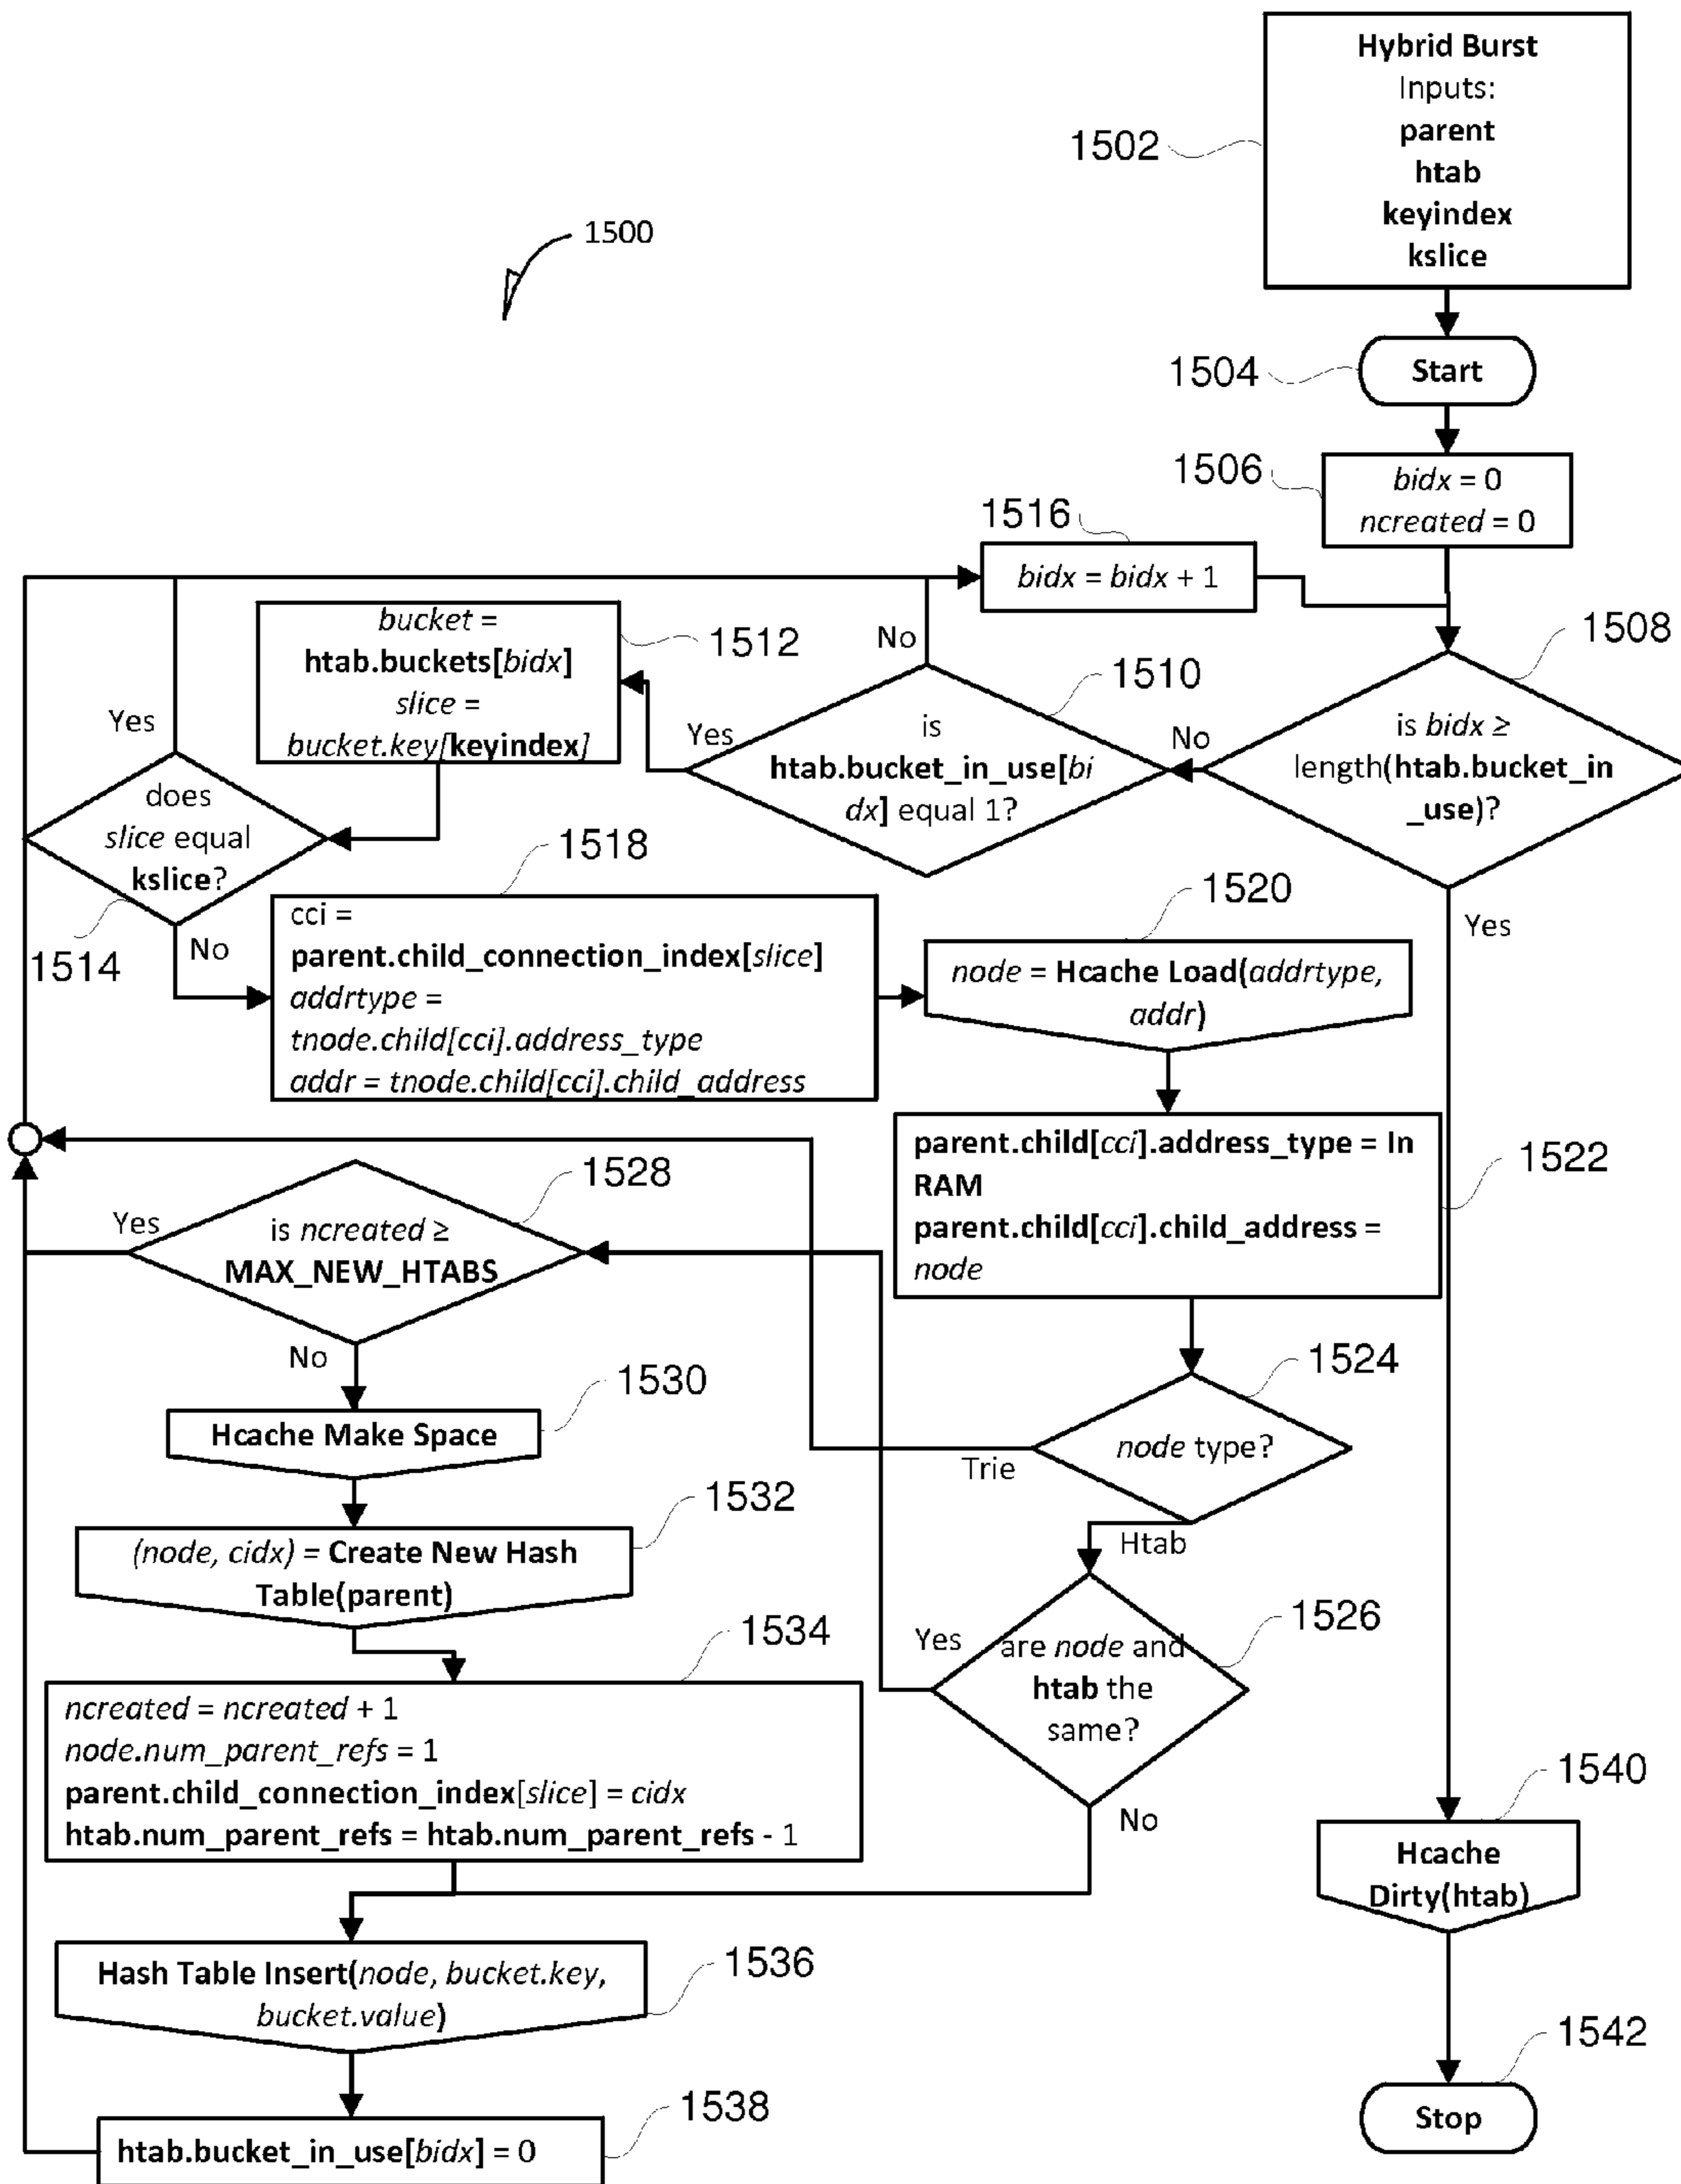 Hybrid Burst
Inputs:
parent
htab
keyindex
kslice
1502
1500
Start
1504
bidx = 0
ncreated = 0
1506
bidx = bidx + 1
1516
is bidx ≥
length(htab.bucket_in
_use)?
1508
No
Yes
is
htab.bucket_in_use[bi
dx] equal 1?
1510
No
Yes
bucket =
htab.buckets[bidx]
slice =
bucket.key[keyindex]
1512
does
slice equal
kslice?
1514
Yes
No
cci =
parent.child_connection_index[slice]
addrtype =
tnode.child[cci].address_type
addr = tnode.child[cci].child_address
1518
node = Hcache Load(addrtype,
addr)
1520
parent.child[cci].address_type = In
RAM
parent.child[cci].child_address =
node
1522
node type?
1524
Trie
Htab
are node and
htab the
same?
1526
Yes
No
is ncreated ≥
MAX_NEW_HTABS
1528
Yes
No
Hcache Make Space
1530
(node, cidx) = Create New Hash
Table(parent)
1532
ncreated = ncreated + 1
node.num_parent_refs = 1
parent.child_connection_index[slice] = cidx
htab.num_parent_refs = htab.num_parent_refs - 1
1534
Hash Table Insert(node, bucket.key,
bucket.value)
1536
htab.bucket_in_use[bidx] = 0
1538
Hcache
Dirty(htab)
1540
Stop
1542